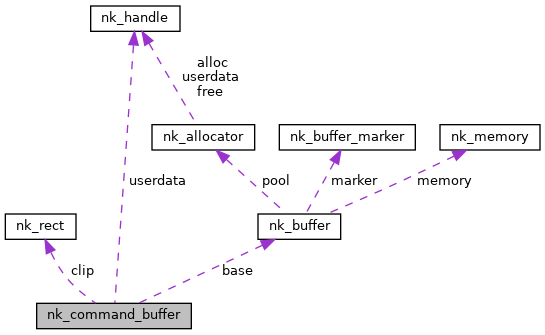 nk_handle
alloc
userdata
free
nk_allocator
nk_buffer_marker
nk_memory
userdata
pool
marker
memory
nk_rect
nk_buffer
clip
base
nk_command_buffer